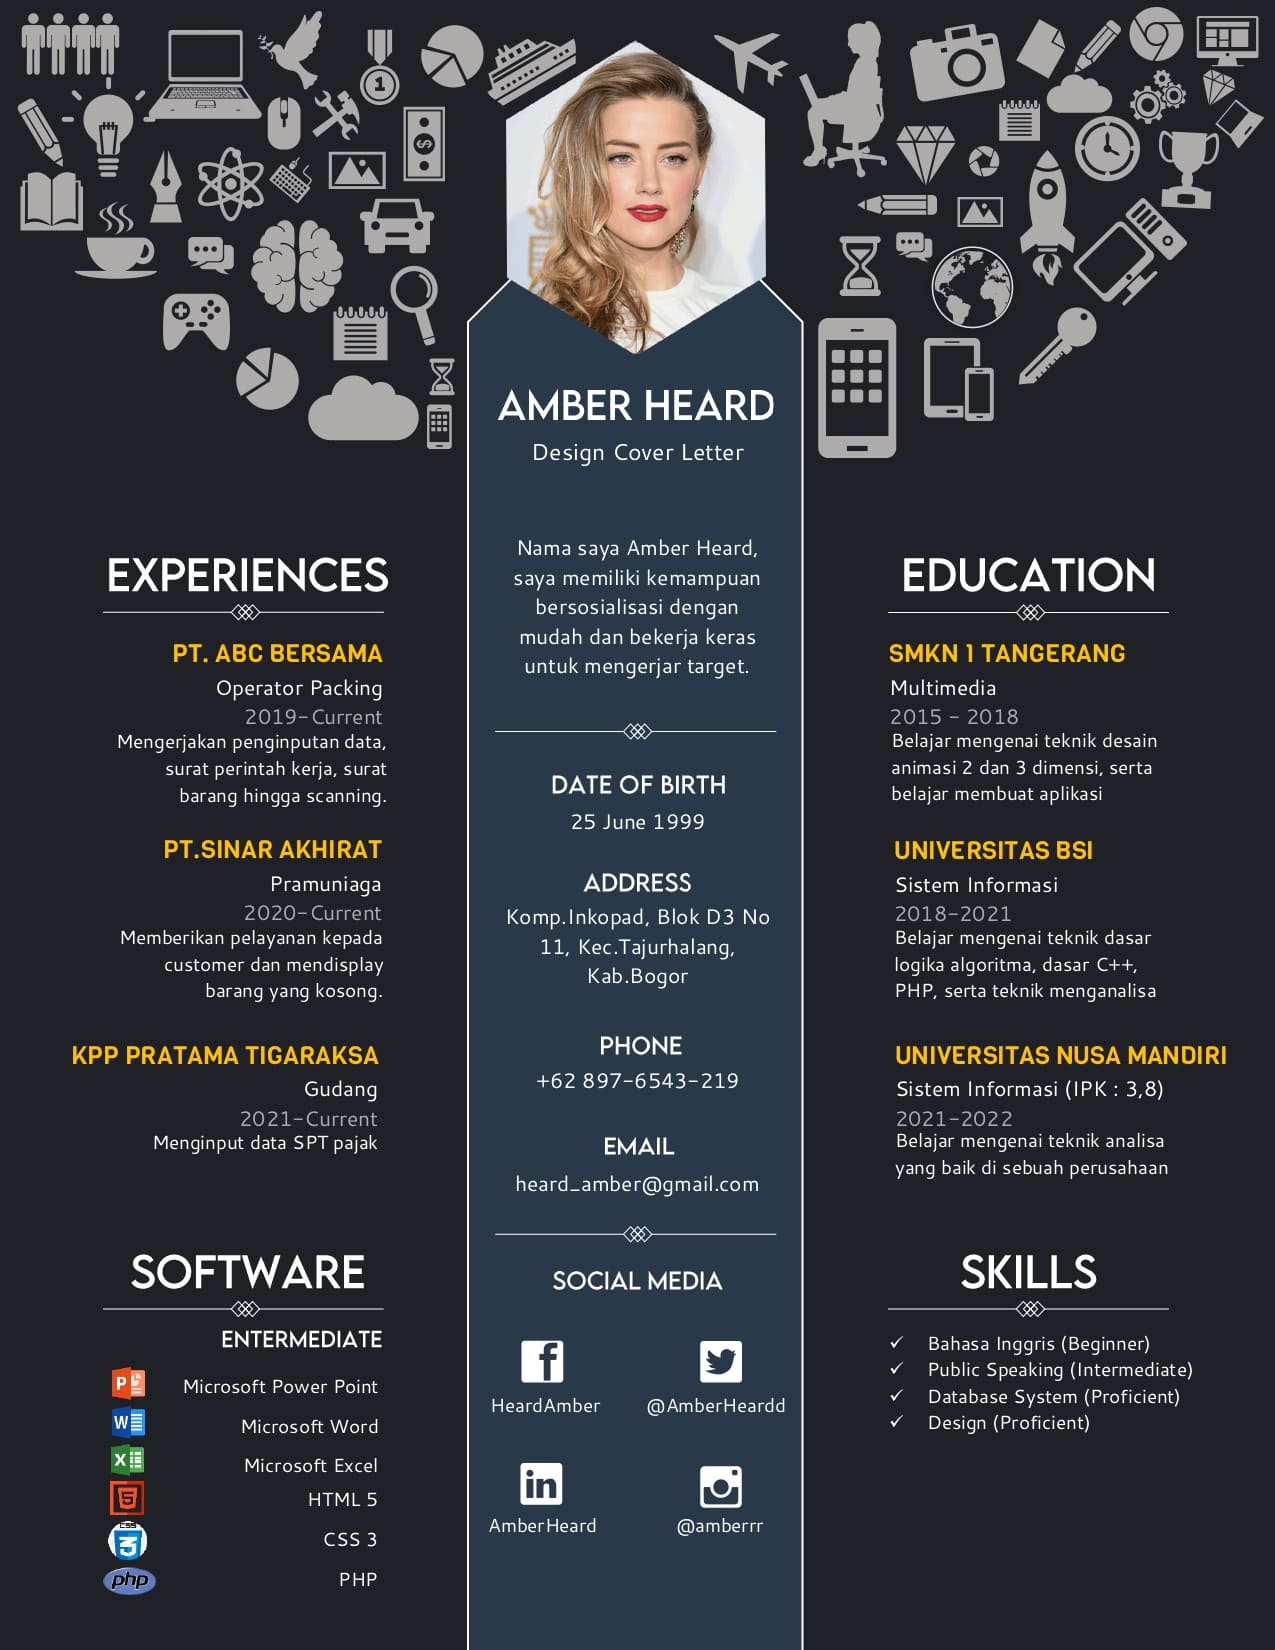 AMBER HEARD
Design Cover Letter
Nama saya Amber Heard,
saya memiliki kemampuan
bersosialisasi dengan
mudah dan bekerja keras
untuk mengerjar target.
DATE OF BIRTH
25 June 1999
ADDRESS
Komp.Inkopad, Blok D3 No
11, Kec.Tajurhalang,
Kab.Bogor
PHONE
+62 897-6543-219
EMAIL
heard_amber@gmail.com
SOCIAL MEDIA
f
HeardAmber
@AmberHeardd
in
AmberHeard
@amberrr
EXPERIENCES
PT. ABC BERSAMA
Operator Packing
2019-Current
Mengerjakan penginputan data,
surat perintah kerja, surat
barang hingga scanning.
PT.SINAR AKHIRAT
Pramuniaga
2020-Current
Memberikan pelayanan kepada
customer dan mendisplay
barang yang kosong.
KPP PRATAMA TIGARAKSA
Gudang
2021-Current
Menginput data SPT pajak
SOFTWARE
ENTERMEDIATE
P Microsoft Power Point
W Microsoft Word
X Microsoft Excel
5 HTML 5
CSS 3 CSS 3
php PHP
EDUCATION
SMKN 1 TANGERANG
Multimedia
2015 - 2018
Belajar mengenai teknik desain
animasi 2 dan 3 dimensi, serta
belajar membuat aplikasi
UNIVERSITAS BSI
Sistem Informasi
2018-2021
Belajar mengenai teknik dasar
logika algoritma, dasar C++,
PHP, serta teknik menganalisa
UNIVERSITAS NUSA MANDIRI
Sistem Informasi (IPK : 3,8)
2021-2022
Belajar mengenai teknik analisa
yang baik di sebuah perusahaan
SKILLS
✓ Bahasa Inggris (Beginner)
✓ Public Speaking (Intermediate)
✓ Database System (Proficient)
✓ Design (Proficient)
1
$